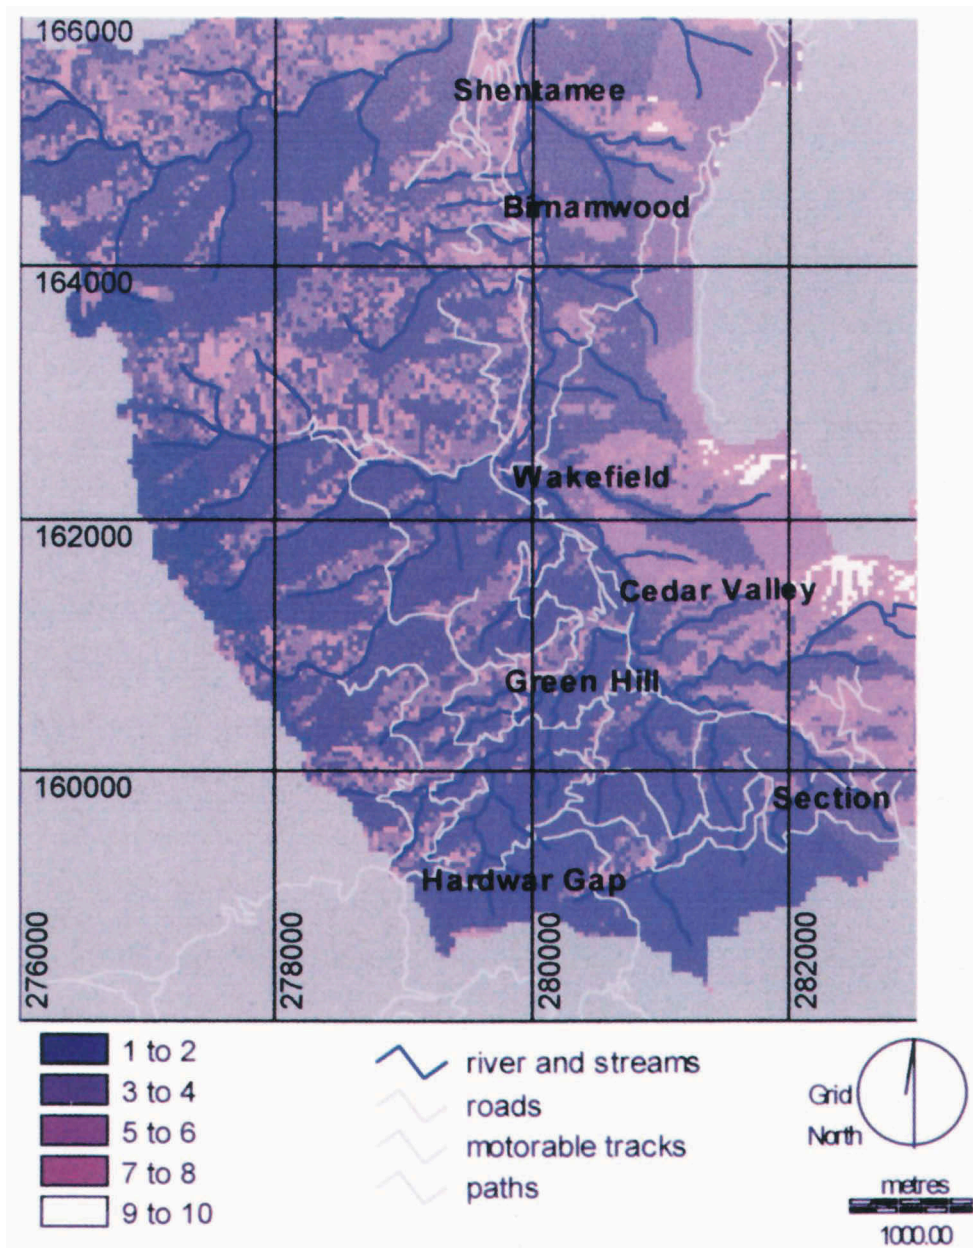 166000
Shentamee
Birnamwood
164000
Wakefield
162000
Cedar Valley
Green Hill
160000
Section
Hardwar Gap
276000
278000
280000
282000
1 to 2
3 to 4
5 to 6
7 to 8
9 to 10
river and streams
roads
motorable tracks
paths
Grid
North
metres
1000.00